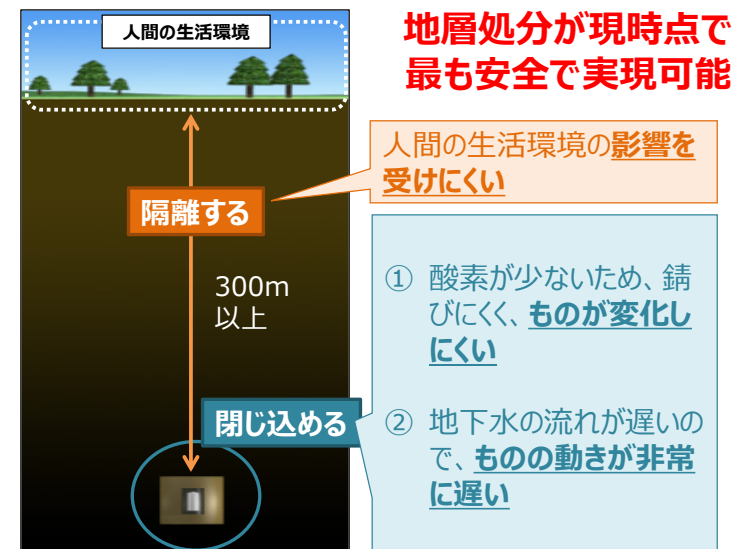 人間の生活環境
地層処分が現時点で
最も安全で実現可能
人間の生活環境の影響を
受けにくい
隔離する
300m
以上
① 酸素が少ないため、錆
びにくく、ものが変化し
にくい
閉じ込める
② 地下水の流れが遅いの
で、ものの動きが非常
に遅い